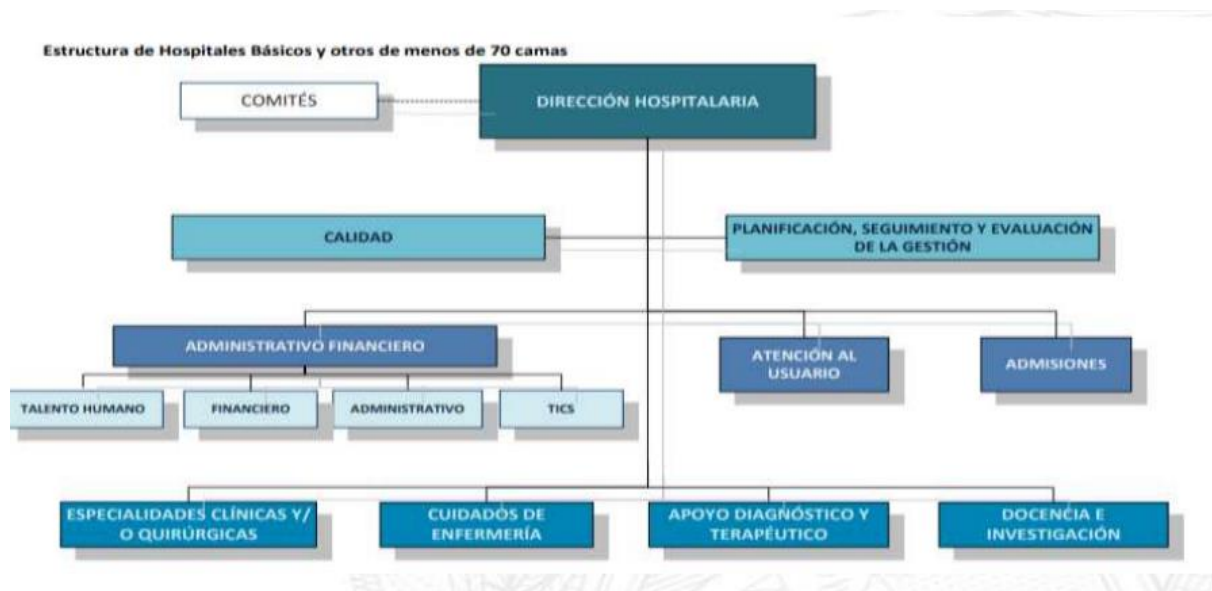 Estructura de Hospitales Básicos y otros de menos de 70 camas
COMITÉS
DIRECCIÓN HOSPITALARIA
CALIDAD
PLANIFICACIÓN, SEGUIMIENTO Y EVALUACIÓN
DE LA GESTIÓN
ADMINISTRATIVO FINANCIERO
ATENCIÓN AL
USUARIO
ADMISIONES
TALENTO HUMANO
FINANCIERO
ADMINISTRATIVO
TICS
ESPECIALIDADES CLÍNICAS Y/
O QUIRÚRGICAS
CUIDADOS DE
ENFERMERÍA
APOYO DIAGNÓSTICO Y
TERAPÉUTICO
DOCENCIA E
INVESTIGACIÓN